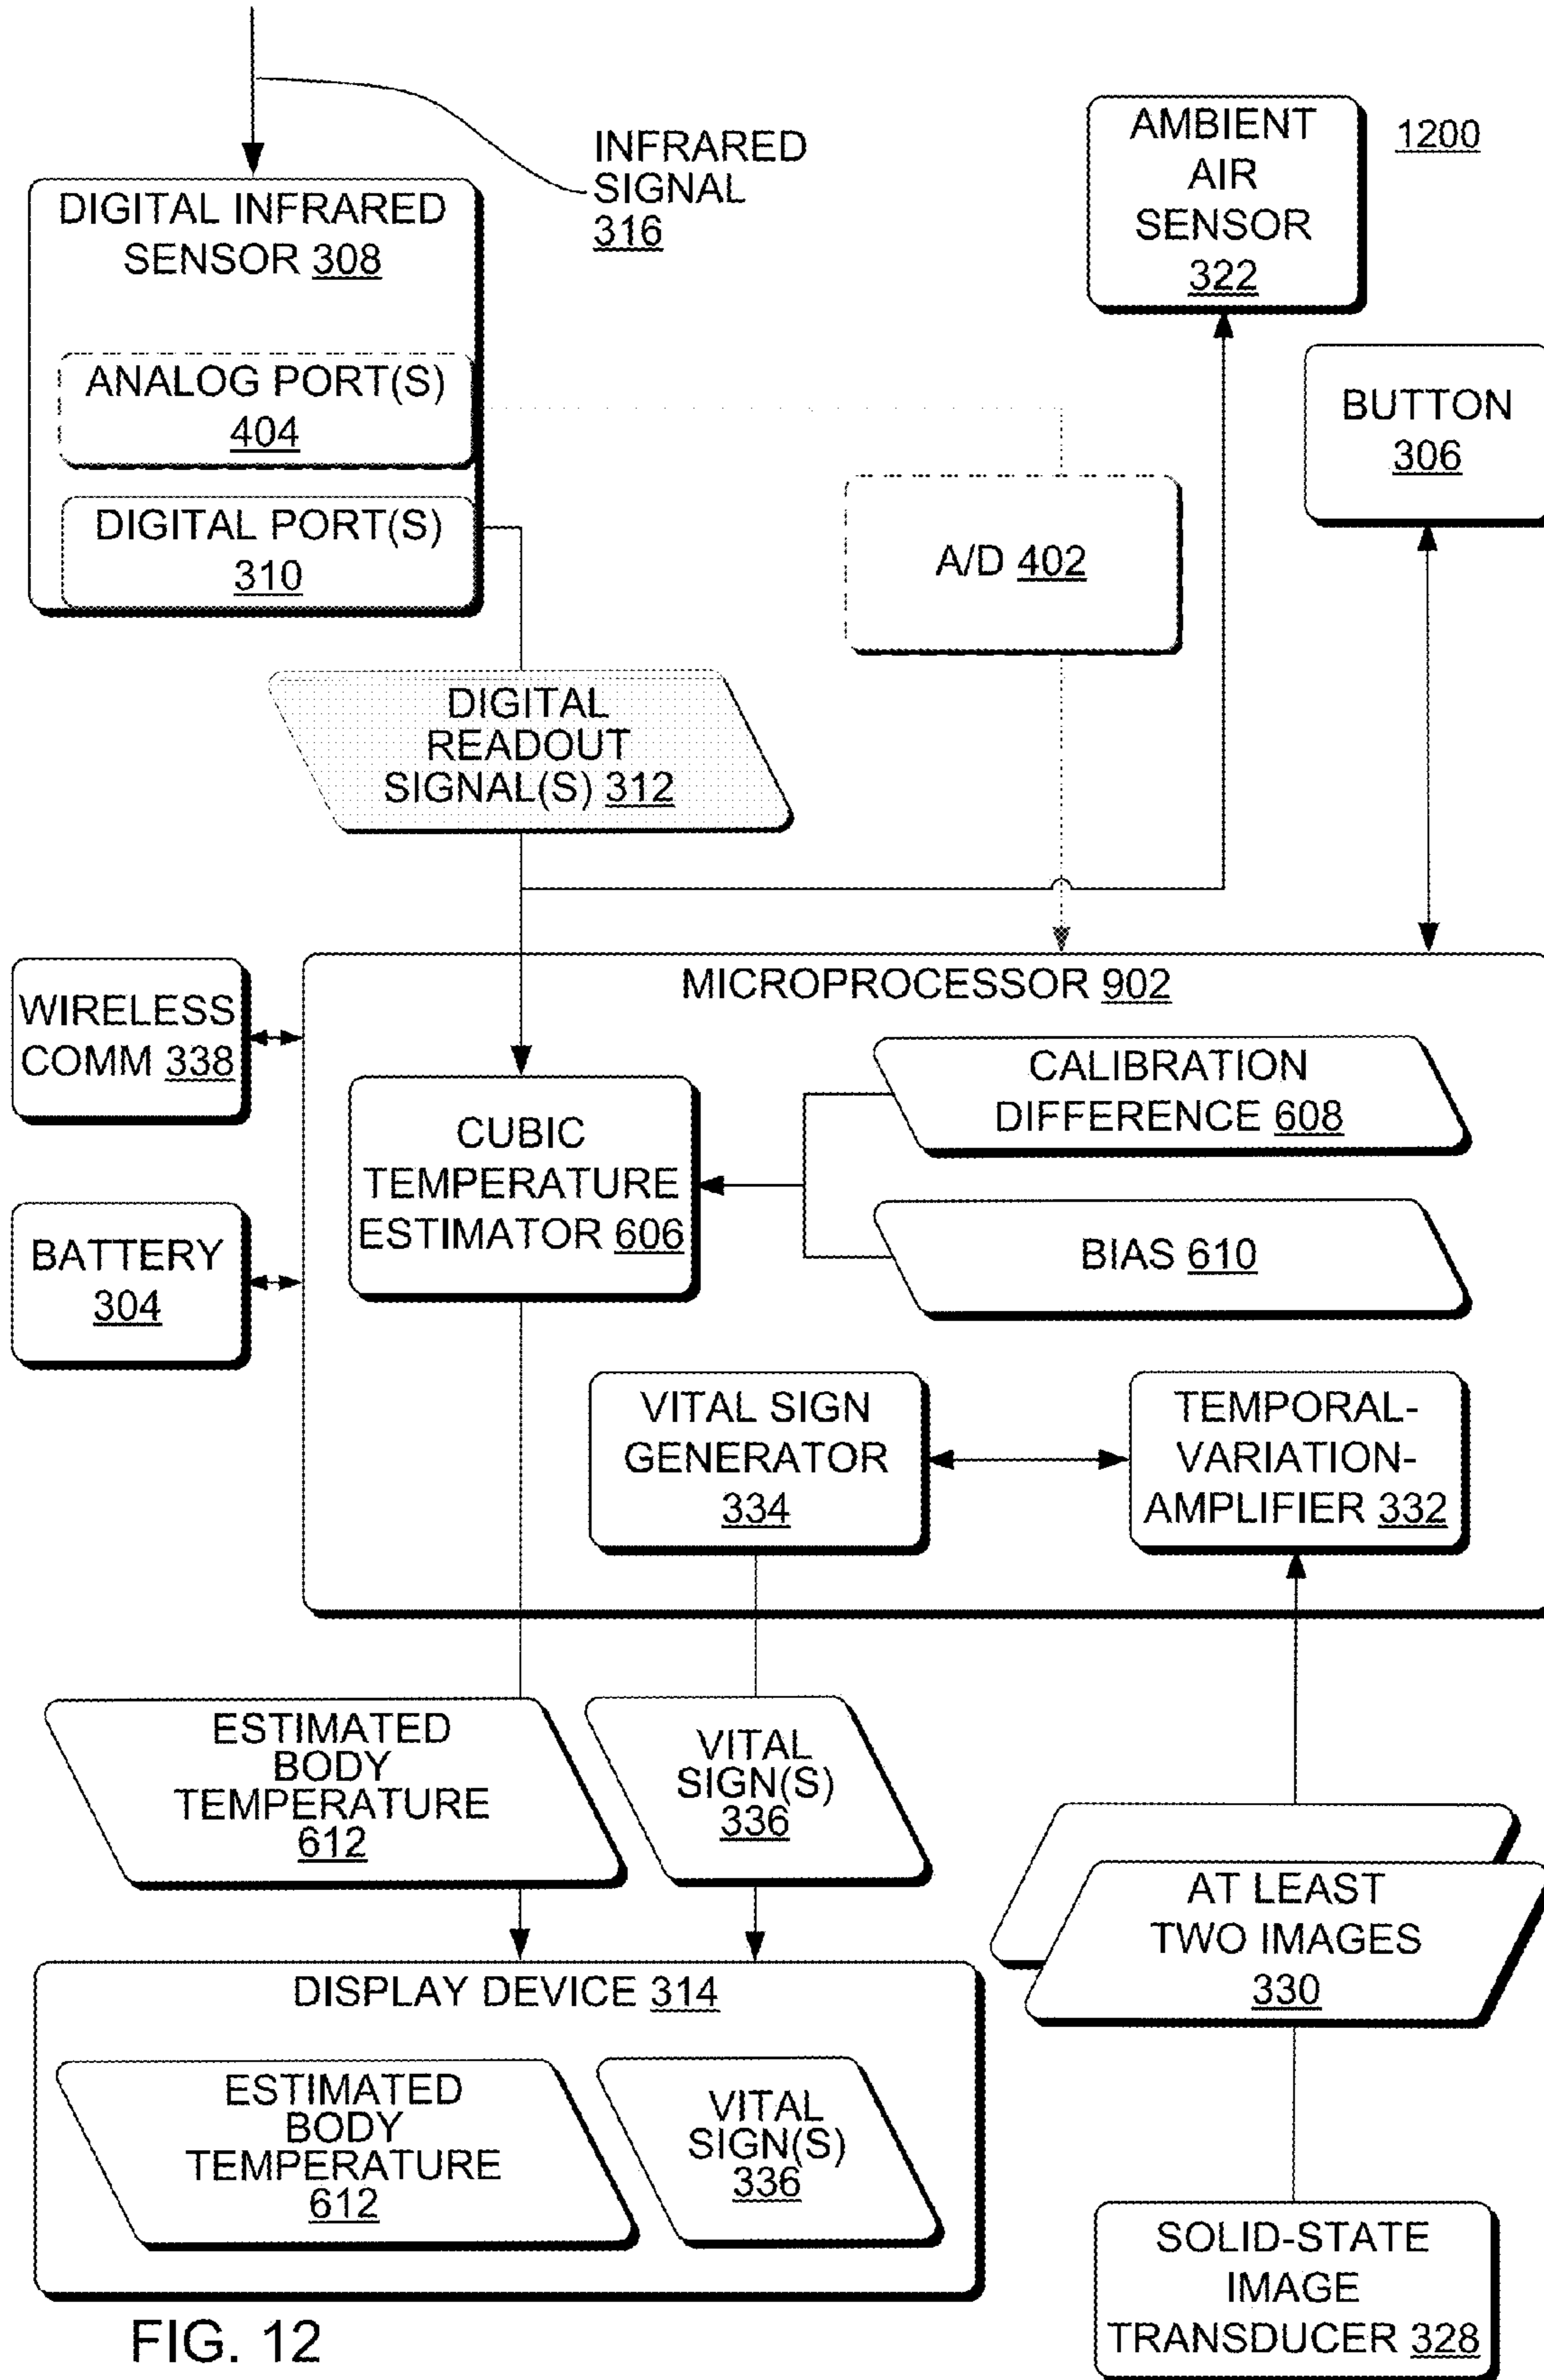 INFRARED
SIGNAL
316
AMBIENT
AIR
SENSOR
322
1200
DIGITAL INFRARED
SENSOR 308
ANALOG PORT(S)
404
DIGITAL PORT(S)
310
BUTTON
306
A/D 402
DIGITAL
READOUT
SIGNAL(S) 312
MICROPROCESSOR 902
WIRELESS
COMM 338
BATTERY
304
CUBIC
TEMPERATURE
ESTIMATOR 606
CALIBRATION
DIFFERENCE 608
BIAS 610
VITAL SIGN
GENERATOR
334
TEMPORAL-
VARIATION-
AMPLIFIER 332
ESTIMATED
BODY
TEMPERATURE
612
VITAL
SIGN(S)
336
AT LEAST
TWO IMAGES
330
DISPLAY DEVICE 314
ESTIMATED
BODY
TEMPERATURE
612
VITAL
SIGN(S)
336
SOLID-STATE
IMAGE
TRANSDUCER 328
FIG. 12